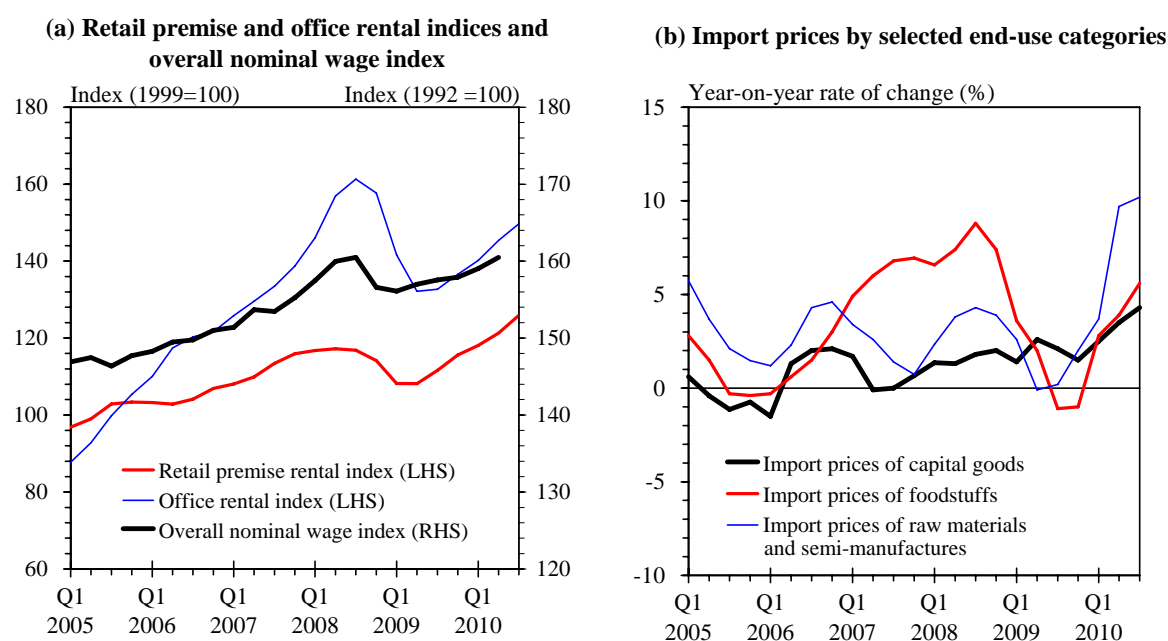 (a) Retail premise and office rental indices and
overall nominal wage index
Index (1999=100) Index (1992 =100)
180 180
160 170
140 160
120 150
100 140
80 130
60 120
Retail premise rental index (LHS)
Office rental index (LHS)
Overall nominal wage index (RHS)
Q1 Q1 Q1 Q1 Q1 Q1
2005 2006 2007 2008 2009 2010
(b) Import prices by selected end-use categories
Year-on-year rate of change (%)
15
10
5
0
-5
-10
Import prices of capital goods
Import prices of foodstuffs
Import prices of raw materials
and semi-manufactures
Q1 Q1 Q1 Q1 Q1 Q1
2005 2006 2007 2008 2009 2010